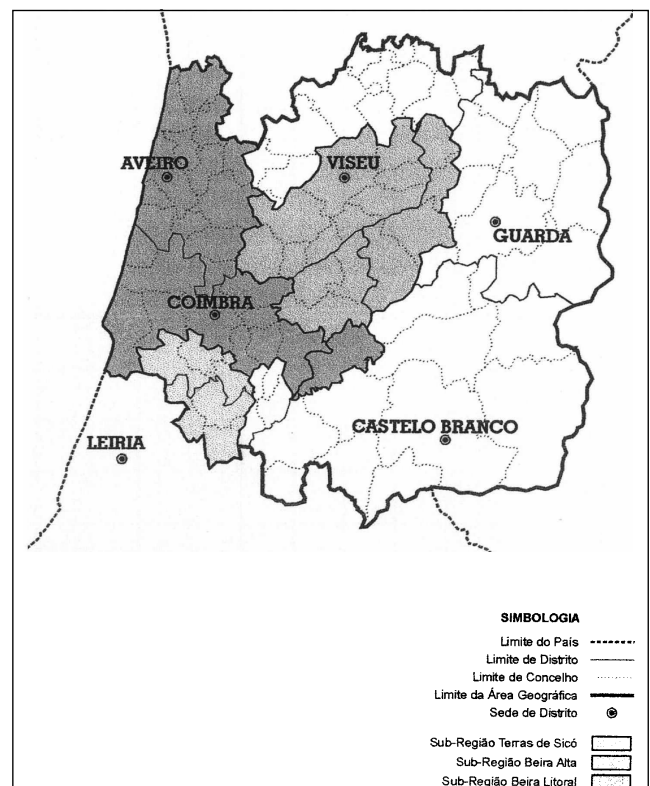 AVEIRO
VISEU
GUARDA
COIMBRA
CASTELO BRANCO
LEIRIA
SIMBOLOGIA
Limite do País
Limite de Distrito
Limite de Concelho
Limite da Área Geográfica
Sede de Distrito
Sub-Região Terras de Sicó
Sub-Região Beira Alta
Sub-Região Beira Litoral